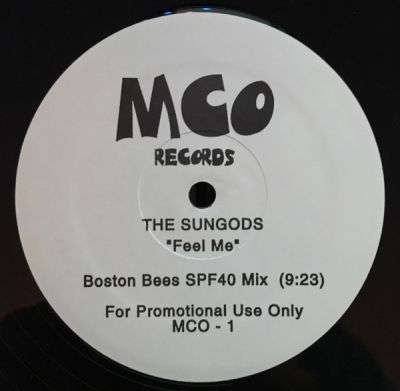 MCO
RECORDS
THE SUNGODS
"Feel Me"
Boston Bees SPF40 Mix (9:23)
For Promotional Use Only
MCO - 1